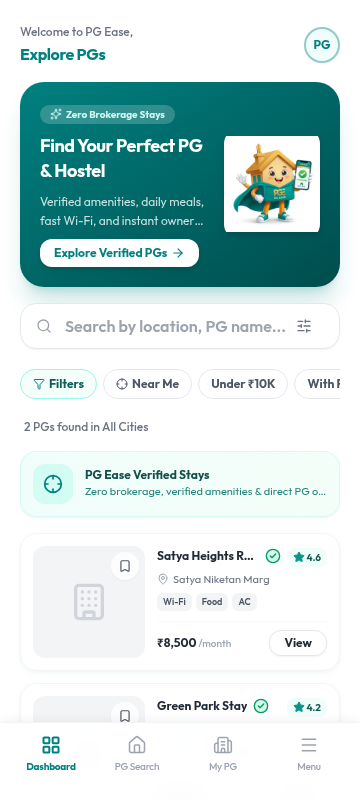 Welcome to PG Ease,
Explore PGs
PG
Zero Brokerage Stays
Find Your Perfect PG
& Hostel
Verified amenities, daily meals,
fast Wi-Fi, and instant owner...
Explore Verified PGs
Search by location, PG name...
Filters
Near Me
Under ₹10K
With F
2 PGs found in All Cities
PG Ease Verified Stays
Zero brokerage, verified amenities & direct PG o...
Satya Heights R...
4.6
Satya Niketan Marg
Wi-Fi
Food
AC
₹8,500 /month
View
Green Park Stay
4.2
Dashboard
PG Search
My PG
Menu